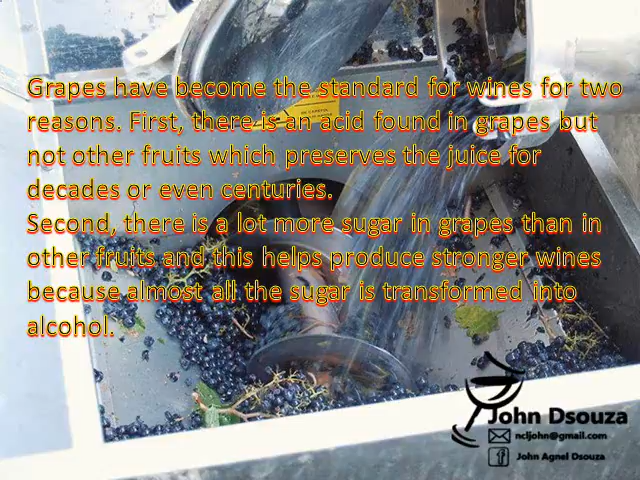 Grapes have become the standard for wines for two
reasons. First, there is an acid found in grapes but
not other fruits which preserves the juice for
decades or even centuries.
Second, there is a lot more sugar in grapes than in
other fruits and this helps produce stronger wines
because almost all the sugar is transformed into
alcohol.
John Dsouza
ncljohn@gmail.com
John Agnel Dsouza